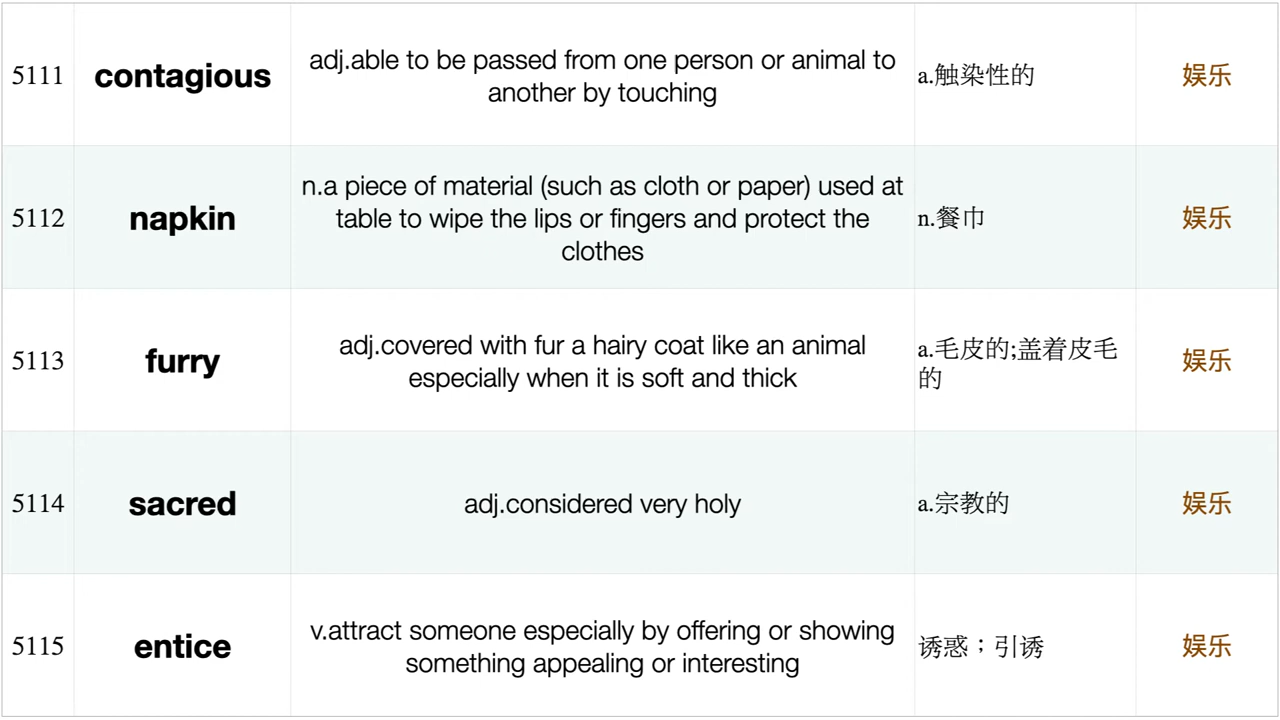 5111 contagious adj.able to be passed from one person or animal to
another by touching a.触染性的 娱乐
5112 napkin n.a piece of material (such as cloth or paper) used at
table to wipe the lips or fingers and protect the
clothes n.餐巾 娱乐
5113 furry adj.covered with fur a hairy coat like an animal
especially when it is soft and thick a.毛皮的;盖着皮毛
的 娱乐
5114 sacred adj.considered very holy a.宗教的 娱乐
5115 entice v.attract someone especially by offering or showing
something appealing or interesting 诱惑；引诱 娱乐